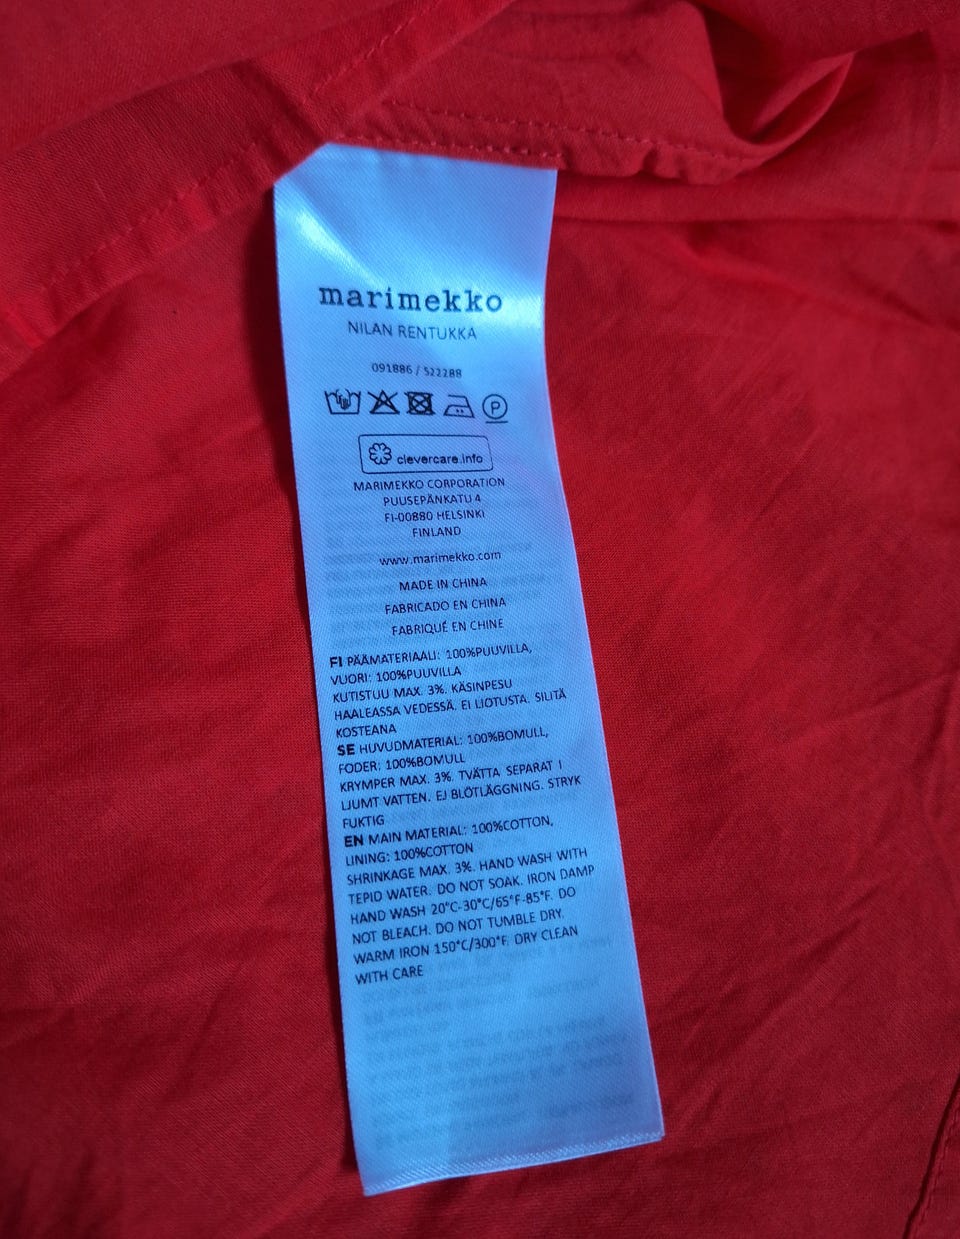 marimekko
NILAN RENTUKKA
091886 / 522288
P
clevercare.info
MARIMEKKO CORPORATION
PUUSEPÄNKATU 4
FI-00880 HELSINKI
FINLAND
www.marimekko.com
MADE IN CHINA
FABRICADO EN CHINA
FABRIQUÉ EN CHINE
FI PÄÄMATERIAALI: 100%PUUVILLA,
VUORI: 100%PUUVILLA
KUTISTUU MAX. 3%. KÄSINPESU
HAALEASSA VEDESSÄ. EI LIOTUSTA. SILITÄ
KOSTEANA
SE HUVUDMATERIAL: 100%BOMULL,
FODER: 100%BOMULL
KRYMPER MAX. 3%. TVÄTTA SEPARAT I
LJUMT VATTEN. EJ BLÖTLÄGGNING. STRYK
FUKTIG
EN MAIN MATERIAL: 100%COTTON,
LINING: 100%COTTON
SHRINKAGE MAX. 3%. HAND WASH WITH
TEPID WATER. DO NOT SOAK. IRON DAMP
HAND WASH 20°C-30°C/65°F-85°F. DO
NOT BLEACH. DO NOT TUMBLE DRY.
WARM IRON 150°C/300°F. DRY CLEAN
WITH CARE